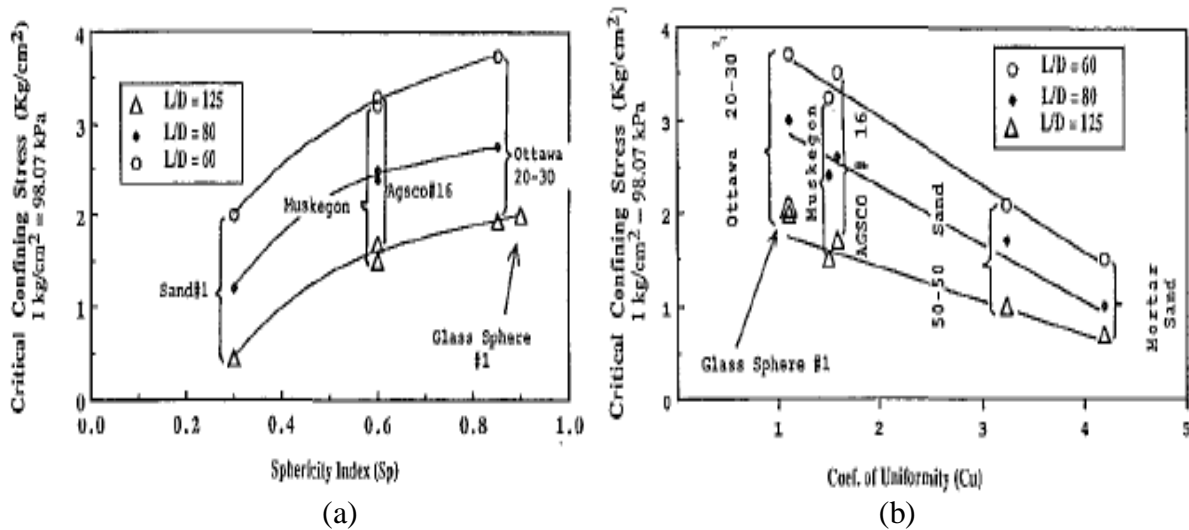 Critical Confining Stress (Kg/cm²)
1 kg/cm² = 98.07 kPa
4
3
2
1
0
△ L/D = 125
♦ L/D = 80
○ L/D = 60
Muskegon
Agsco#16
Ottawa
20-30
Sand#1
Glass Sphere
#1
0.0 0.2 0.4 0.6 0.8 1.0
Sphericity Index (Sp)
(a)
Critical Confining Stress (Kg/cm²)
1 kg/cm² − 98.07 kPa
4
3
2
1
0
○ L/D = 60
♦ L/D = 80
△ L/D = 125
Ottawa 20-30
Muskegon
AGSCO # 16
50-50 Sand
Mortar
Sand
Glass Sphere #1
1 2 3 4 5
Coef. of Uniformity (Cu)
(b)